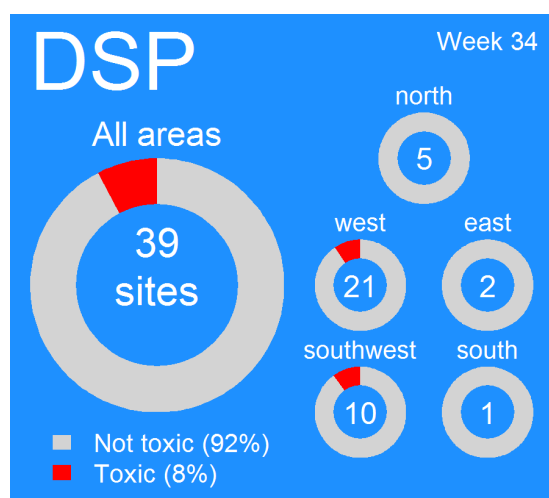 DSP
Week 34
All areas
39
sites
north
5
west
21
east
2
southwest
10
south
1
Not toxic (92%)
Toxic (8%)